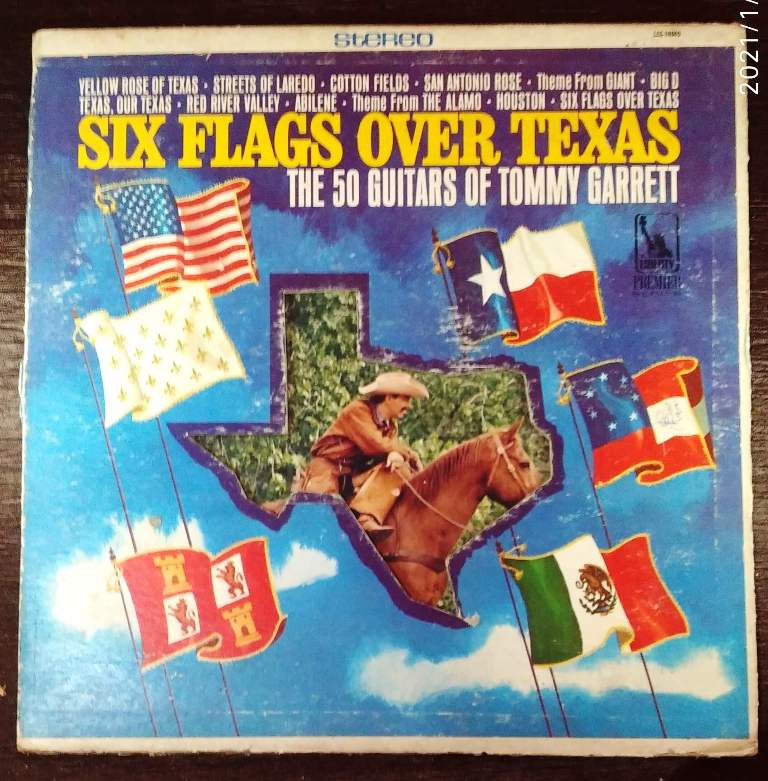 2021/1/
STEREO
YELLOW ROSE OF TEXAS • STREETS OF LAREDO • COTTON FIELDS • SAN ANTONIO ROSE • Theme From GIANT • BIG D
TEXAS, OUR TEXAS • RED RIVER VALLEY • ABILENE • Theme From THE ALAMO • HOUSTON • SIX FLAGS OVER TEXAS
SIX FLAGS OVER TEXAS
THE 50 GUITARS OF TOMMY GARRETT
LIBERTY
PREMIER